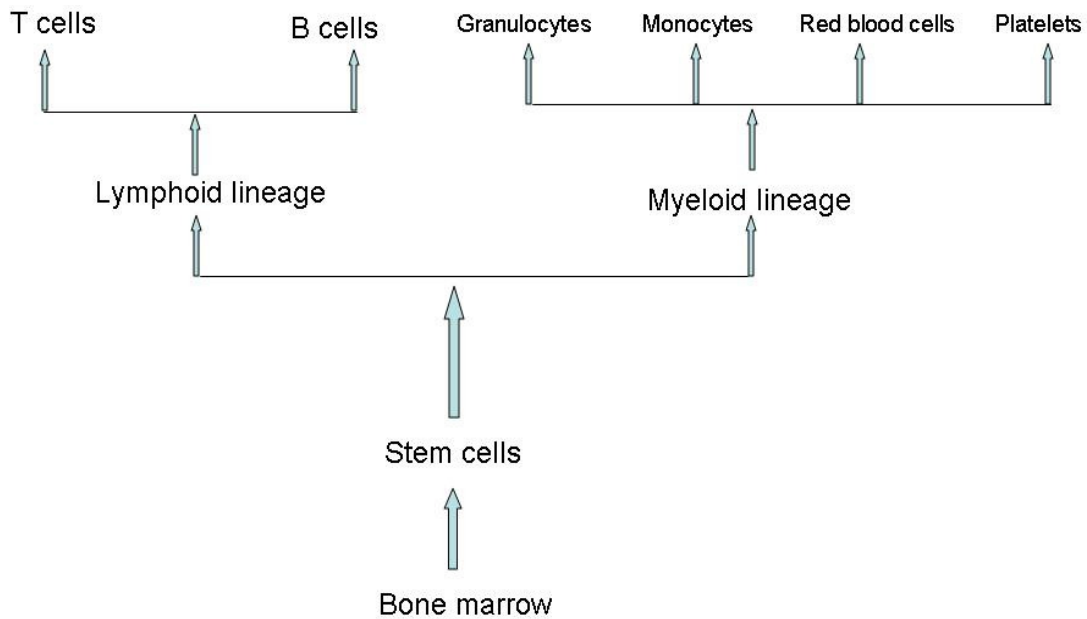 T cells
B cells
Granulocytes
Monocytes
Red blood cells
Platelets
Lymphoid lineage
Myeloid lineage
Stem cells
Bone marrow